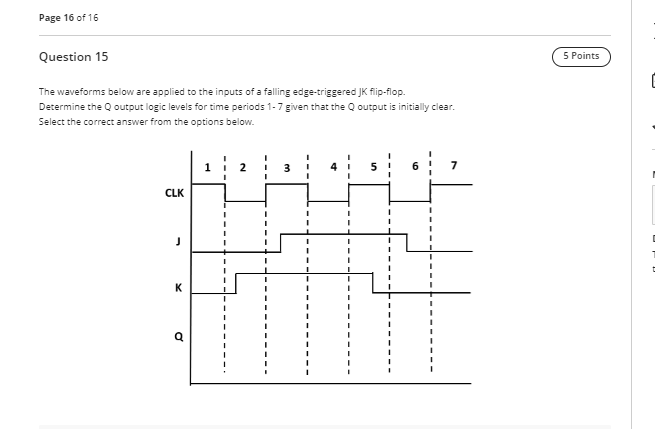 Page 16 of 16
Question 15
5 Points
The waveforms below are applied to the inputs of a falling edge-triggered JK flip-flop.
Determine the Q output logic levels for time periods 1- 7 given that the Q output is initially clear.
Select the correct answer from the options below.
1 2 3 4 5 6 7
CLK
J
K
Q